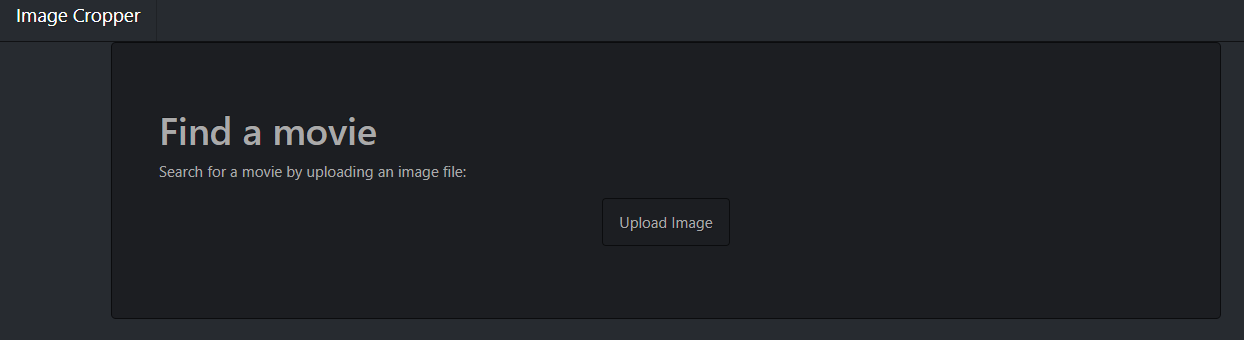 Image Cropper
Find a movie
Search for a movie by uploading an image file:
Upload Image